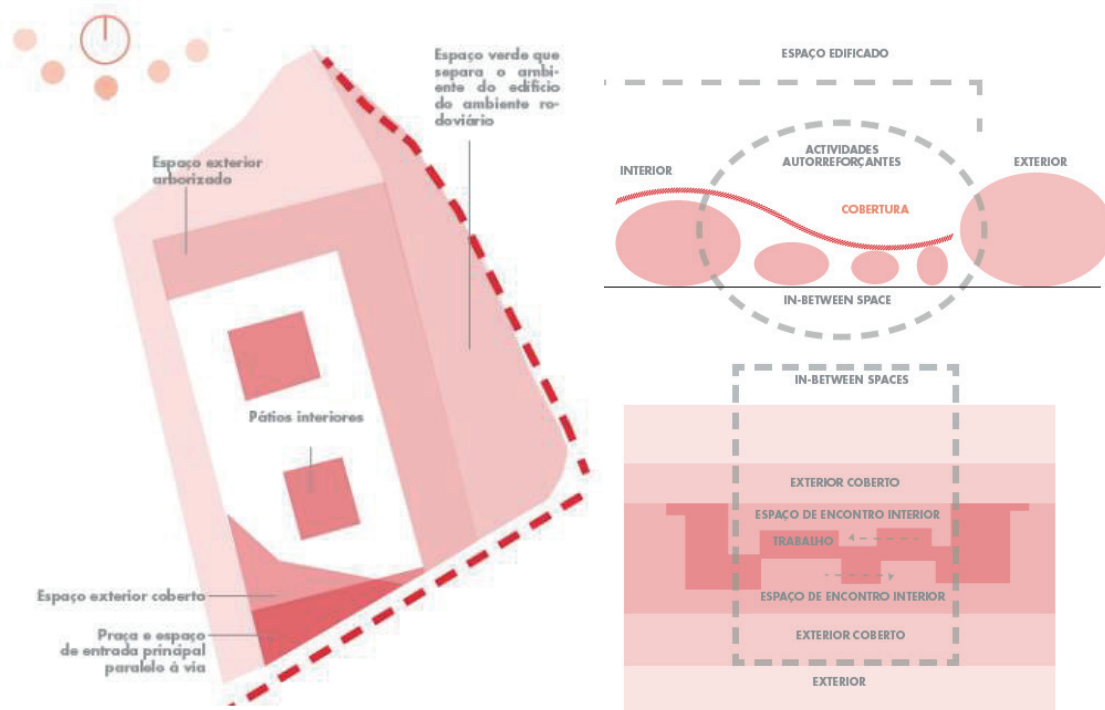 Espaço verde que
separa o ambi-
ente do edifício
do ambiente ro-
doviário
Espaço exterior
arborizado
Pátios interiores
Espaço exterior coberto
Praça e espaço
de entrada principal
paralelo à via
ESPAÇO EDIFICADO
ACTIVIDADES
AUTORREFORÇANTES
INTERIOR
EXTERIOR
COBERTURA
IN-BETWEEN SPACE
IN-BETWEEN SPACES
EXTERIOR COBERTO
ESPAÇO DE ENCONTRO INTERIOR
TRABALHO
ESPAÇO DE ENCONTRO INTERIOR
EXTERIOR COBERTO
EXTERIOR